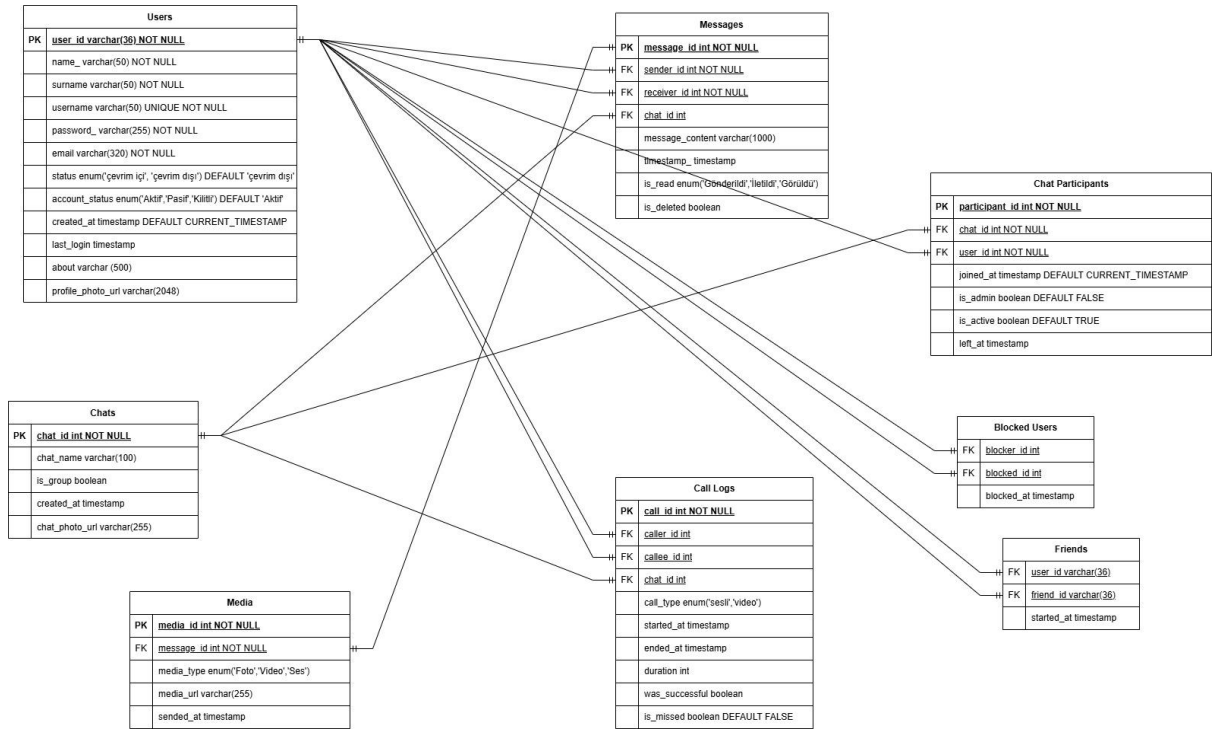 Users
PK user_id varchar(36) NOT NULL
name_ varchar(50) NOT NULL
surname varchar(50) NOT NULL
username varchar(50) UNIQUE NOT NULL
password_ varchar(255) NOT NULL
email varchar(320) NOT NULL
status enum('çevrim içi', 'çevrim dışı') DEFAULT 'çevrim dışı'
account_status enum('Aktif','Pasif','Kilitli') DEFAULT 'Aktif'
created_at timestamp DEFAULT CURRENT_TIMESTAMP
last_login timestamp
about varchar (500)
profile_photo_url varchar(2048)
Messages
PK message_id int NOT NULL
FK sender_id int NOT NULL
FK receiver_id int NOT NULL
FK chat_id int
message_content varchar(1000)
timestamp_ timestamp
is_read enum('Gönderildi','İletildi','Görüldü')
is_deleted boolean
Chat Participants
PK participant_id int NOT NULL
FK chat_id int NOT NULL
FK user_id int NOT NULL
joined_at timestamp DEFAULT CURRENT_TIMESTAMP
is_admin boolean DEFAULT FALSE
is_active boolean DEFAULT TRUE
left_at timestamp
Chats
PK chat_id int NOT NULL
chat_name varchar(100)
is_group boolean
created_at timestamp
chat_photo_url varchar(255)
Blocked Users
FK blocker_id int
FK blocked_id int
blocked_at timestamp
Call Logs
PK call_id int NOT NULL
FK caller_id int
FK callee_id int
FK chat_id int
call_type enum('sesli','video')
started_at timestamp
ended_at timestamp
duration int
was_successful boolean
is_missed boolean DEFAULT FALSE
Friends
FK user_id varchar(36)
FK friend_id varchar(36)
started_at timestamp
Media
PK media_id int NOT NULL
FK message_id int NOT NULL
media_type enum('Foto','Video','Ses')
media_url varchar(255)
sended_at timestamp